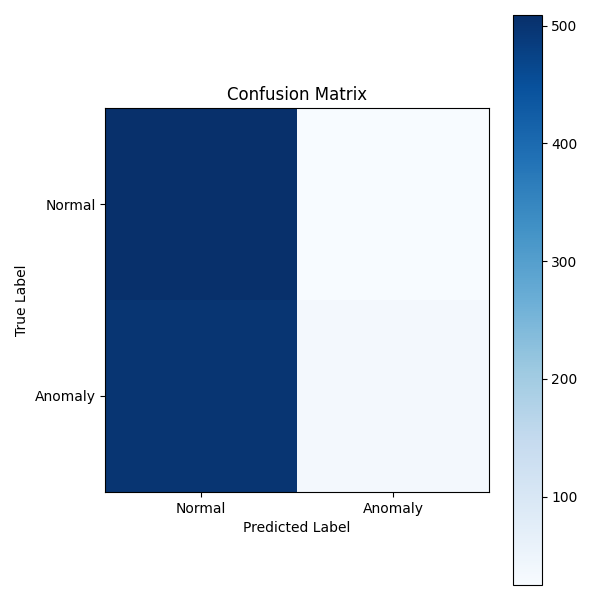 Confusion Matrix
True Label
Normal
Anomaly
Normal
Anomaly
Predicted Label
500
400
300
200
100